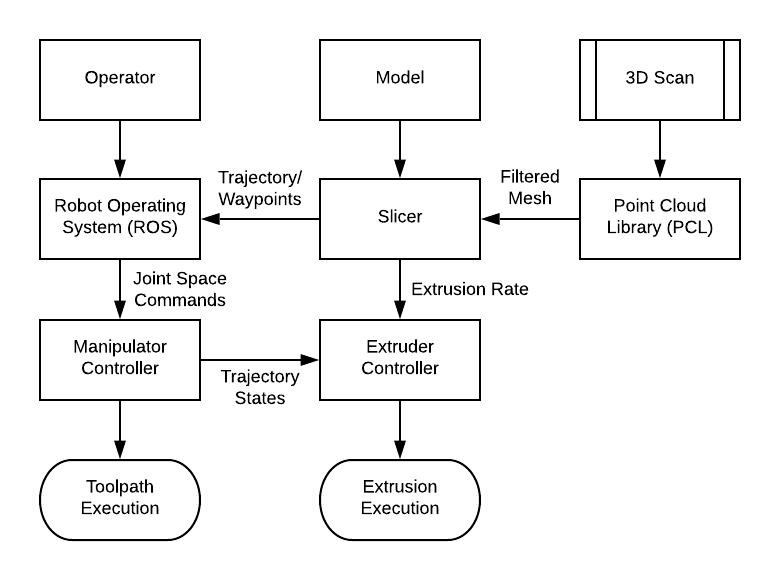 Operator
Model
3D Scan
Trajectory/
Waypoints
Filtered
Mesh
Robot Operating
System (ROS)
Slicer
Point Cloud
Library (PCL)
Joint Space
Commands
Extrusion Rate
Manipulator
Controller
Extruder
Controller
Trajectory
States
Toolpath
Execution
Extrusion
Execution